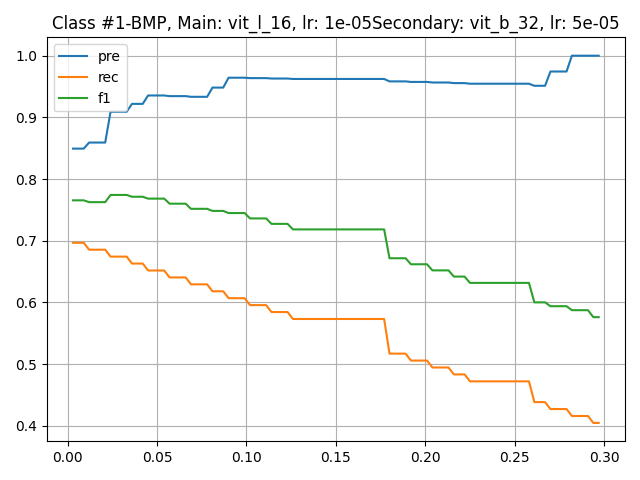 Class #1-BMP, Main: vit_l_16, lr: 1e-05Secondary: vit_b_32, lr: 5e-05
pre
rec
f1
1.0
0.9
0.8
0.7
0.6
0.5
0.4
0.00 0.05 0.10 0.15 0.20 0.25 0.30